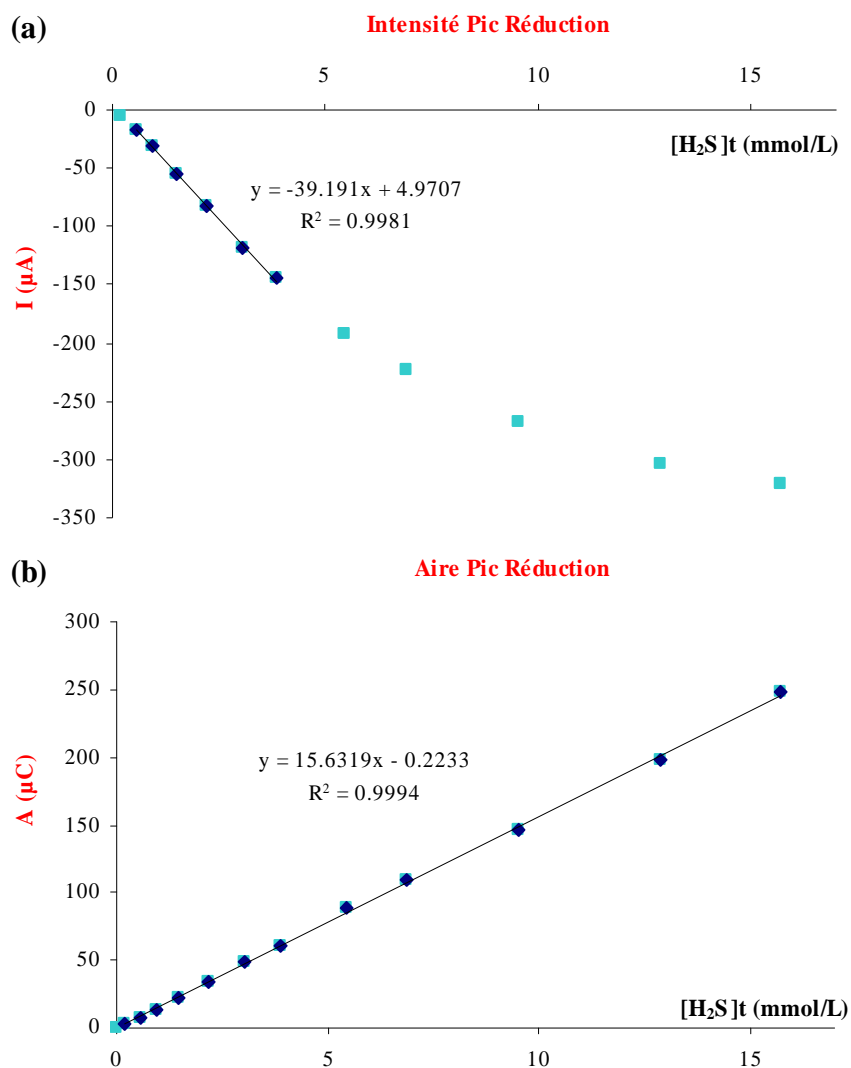 (a)
Intensité Pic Réduction
0 5 10 15
0
[H₂S]t (mmol/L)
-50
y = -39.191x + 4.9707
R² = 0.9981
-100
-150
-200
-250
-300
-350
I (µA)
(b)
Aire Pic Réduction
300
250
200
y = 15.6319x - 0.2233
R² = 0.9994
150
100
50
0
A (µC)
[H₂S]t (mmol/L)
0 5 10 15